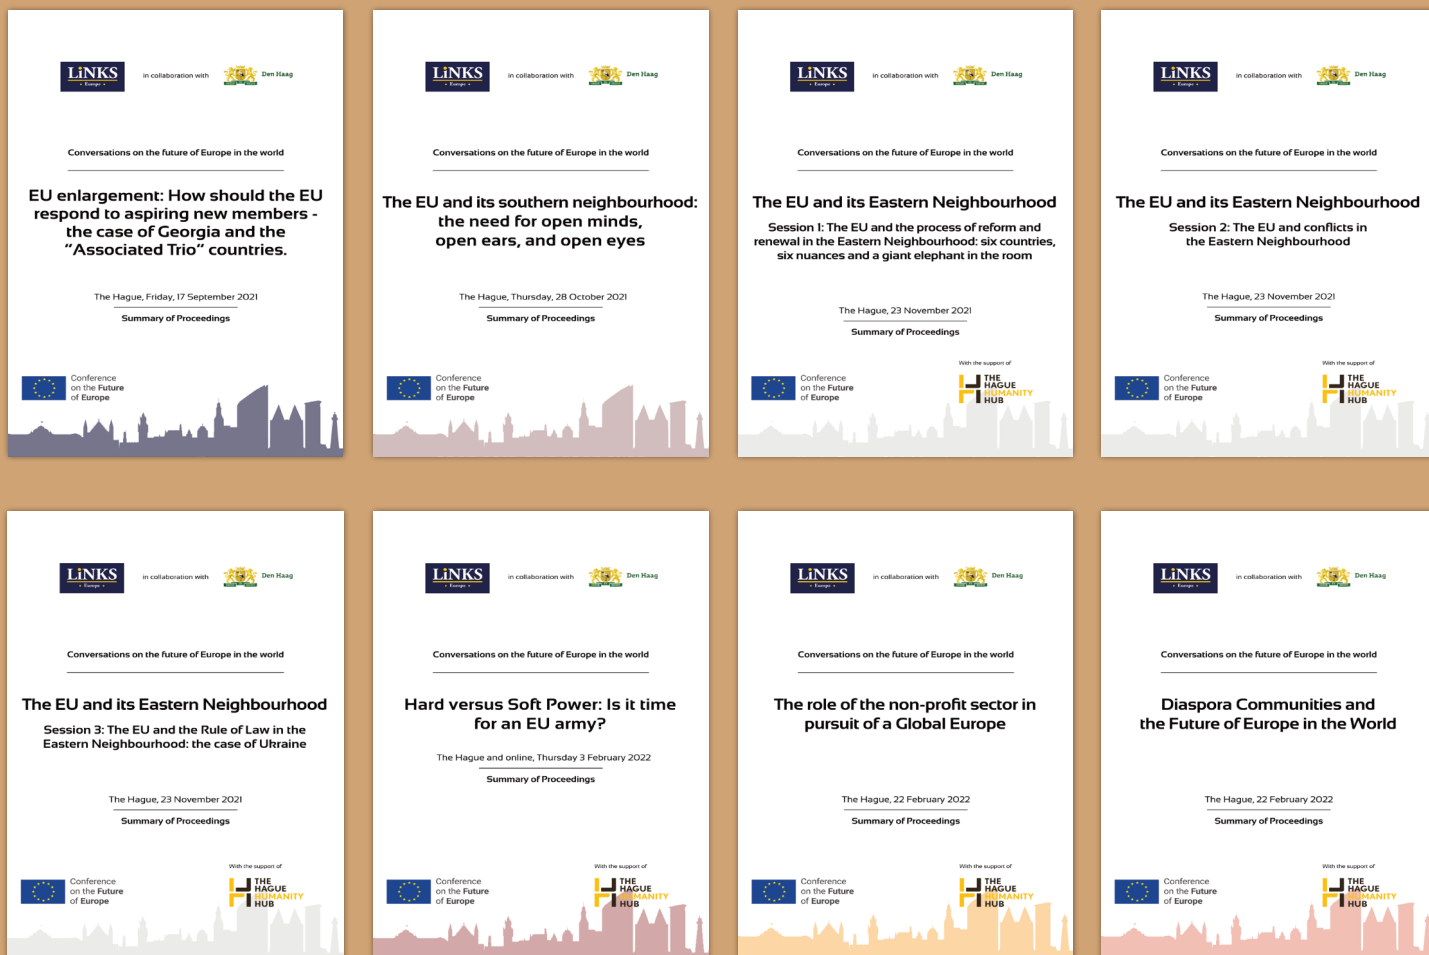 LiNKS
Europe
in collaboration with
Den Haag
Conversations on the future of Europe in the world
EU enlargement: How should the EU
respond to aspiring new members -
the case of Georgia and the
"Associated Trio" countries.
The Hague, Friday, 17 September 2021
Summary of Proceedings
Conference
on the Future
of Europe
LiNKS
Europe
in collaboration with
Den Haag
Conversations on the future of Europe in the world
The EU and its southern neighbourhood:
the need for open minds,
open ears, and open eyes
The Hague, Thursday, 28 October 2021
Summary of Proceedings
Conference
on the Future
of Europe
LiNKS
Europe
in collaboration with
Den Haag
Conversations on the future of Europe in the world
The EU and its Eastern Neighbourhood
Session 1: The EU and the process of reform and
renewal in the Eastern Neighbourhood: six countries,
six nuances and a giant elephant in the room
The Hague, 23 November 2021
Summary of Proceedings
With the support of
Conference
on the Future
of Europe
THE
HAGUE
HUMANITY
HUB
LiNKS
Europe
in collaboration with
Den Haag
Conversations on the future of Europe in the world
The EU and its Eastern Neighbourhood
Session 2: The EU and conflicts in
the Eastern Neighbourhood
The Hague, 23 November 2021
Summary of Proceedings
With the support of
Conference
on the Future
of Europe
THE
HAGUE
HUMANITY
HUB
LiNKS
Europe
in collaboration with
Den Haag
Conversations on the future of Europe in the world
The EU and its Eastern Neighbourhood
Session 3: The EU and the Rule of Law in the
Eastern Neighbourhood: the case of Ukraine
The Hague, 23 November 2021
Summary of Proceedings
With the support of
Conference
on the Future
of Europe
THE
HAGUE
HUMANITY
HUB
LiNKS
Europe
in collaboration with
Den Haag
Conversations on the future of Europe in the world
Hard versus Soft Power: Is it time
for an EU army?
The Hague and online, Thursday 3 February 2022
Summary of Proceedings
With the support of
Conference
on the Future
of Europe
THE
HAGUE
HUMANITY
HUB
LiNKS
Europe
in collaboration with
Den Haag
Conversations on the future of Europe in the world
The role of the non-profit sector in
pursuit of a Global Europe
The Hague, 22 February 2022
Summary of Proceedings
With the support of
Conference
on the Future
of Europe
THE
HAGUE
HUMANITY
HUB
LiNKS
Europe
in collaboration with
Den Haag
Conversations on the future of Europe in the world
Diaspora Communities and
the Future of Europe in the World
The Hague, 22 February 2022
Summary of Proceedings
With the support of
Conference
on the Future
of Europe
THE
HAGUE
HUMANITY
HUB